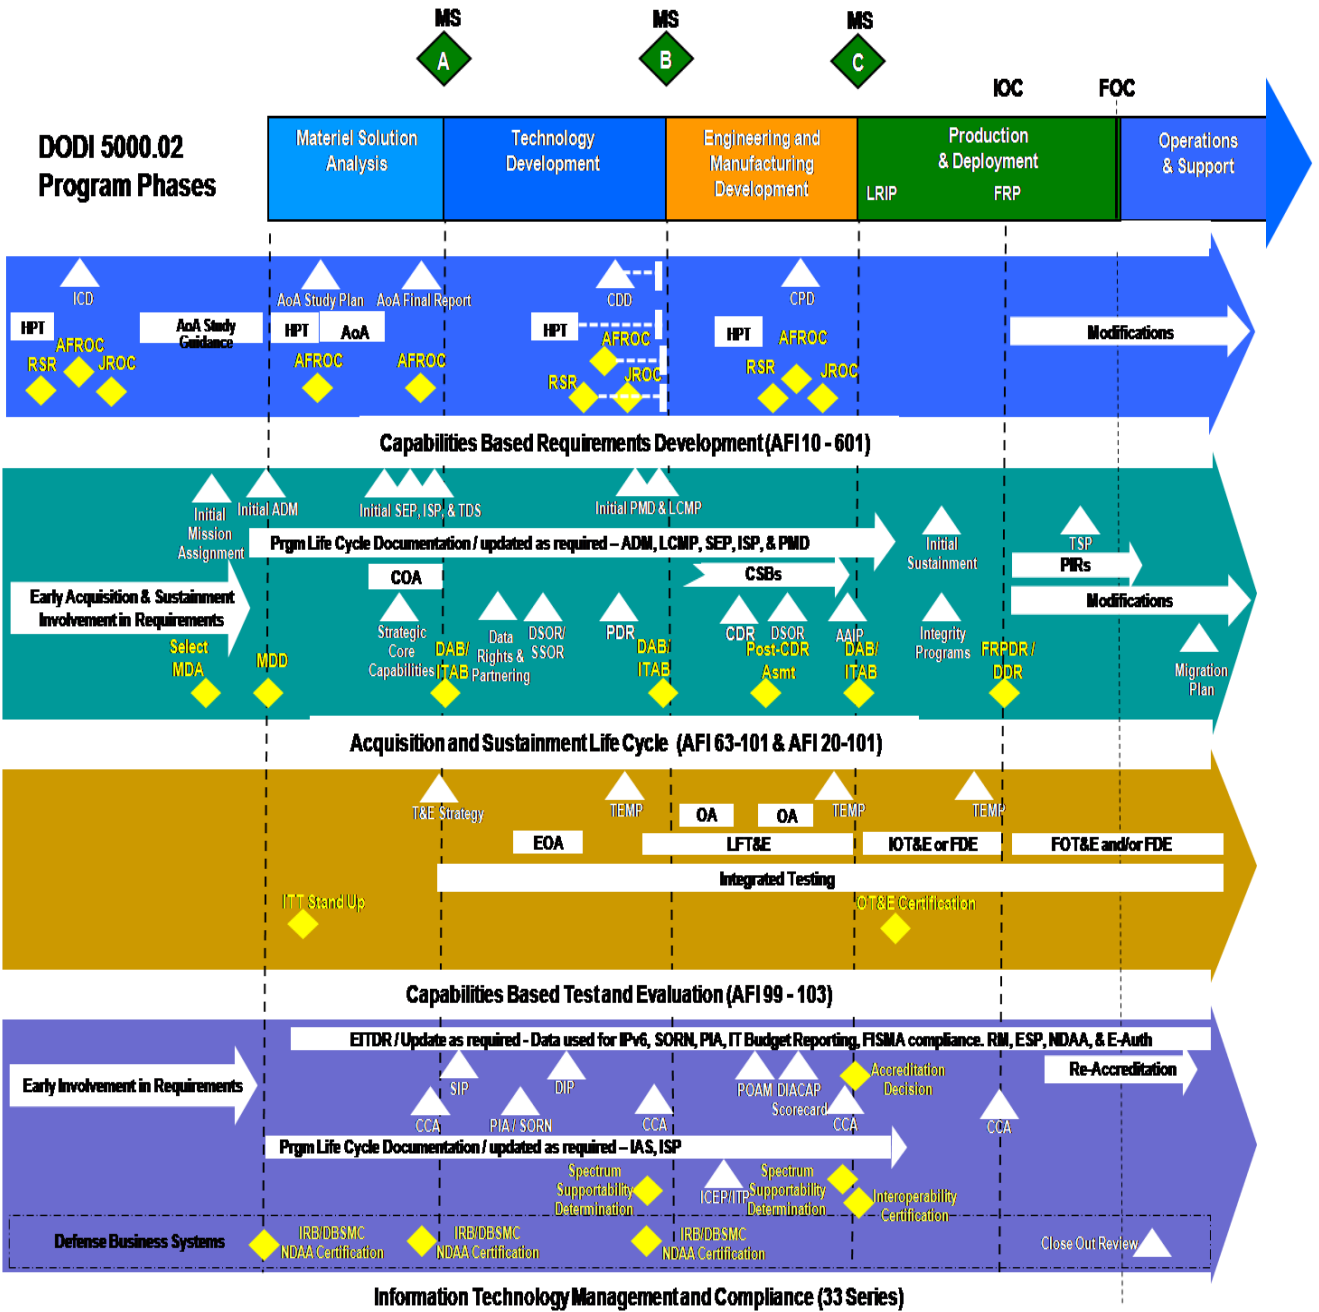 MS
MS
MS
A
B
C
IOC
FOC
DODI 5000.02
Program Phases
Materiel Solution
Analysis
Technology
Development
Engineering and
Manufacturing
Development
Production
& Deployment
LRIP
FRP
Operations
& Support
ICD
AoA Study Plan
AoA Final Report
CDD
CPD
HPT
AoA Study
Guidance
HPT
AoA
HPT
HPT
Modifications
RSR
AFROC
JROC
AFROC
AFROC
RSR
AFROC
JROC
RSR
AFROC
JROC
Capabilities Based Requirements Development (AFI 10 - 601)
Initial
Mission
Assignment
Initial ADM
Initial SEP, ISP, & TDS
Initial PMD & LCMP
Initial
Sustainment
TSP
Prgm Life Cycle Documentation / updated as required – ADM, LCMP, SEP, ISP, & PMD
PIRs
COA
CSBs
Early Acquisition & Sustainment
Involvement in Requirements
Modifications
Strategic
Core
Capabilities
Data
Rights &
Partnering
DSOR/
SSOR
PDR
CDR
DSOR
AAIP
Integrity
Programs
Migration
Plan
Select
MDA
MDD
DAB/
ITAB
DAB/
ITAB
Post-CDR
Asmt
DAB/
ITAB
FRPDR /
DDR
Acquisition and Sustainment Life Cycle (AFI 63-101 & AFI 20-101)
T&E Strategy
TEMP
TEMP
TEMP
OA
OA
EOA
LFT&E
IOT&E or FDE
FOT&E and/or FDE
Integrated Testing
ITT Stand Up
OT&E Certification
Capabilities Based Test and Evaluation (AFI 99 - 103)
EITDR / Update as required - Data used for IPv6, SORN, PIA, IT Budget Reporting, FISMA compliance. RM, ESP, NDAA, & E-Auth
Early Involvement in Requirements
SIP
DIP
POAM
DIACAP
Scorecard
Accreditation
Decision
Re-Accreditation
CCA
PIA / SORN
CCA
CCA
CCA
Prgm Life Cycle Documentation / updated as required – IAS, ISP
Spectrum
Supportability
Determination
ICEP/ITP
Spectrum
Supportability
Determination
Interoperability
Certification
Defense Business Systems
IRB/DBSMC
NDAA Certification
IRB/DBSMC
NDAA Certification
IRB/DBSMC
NDAA Certification
Close Out Review
Information Technology Management and Compliance (33 Series)